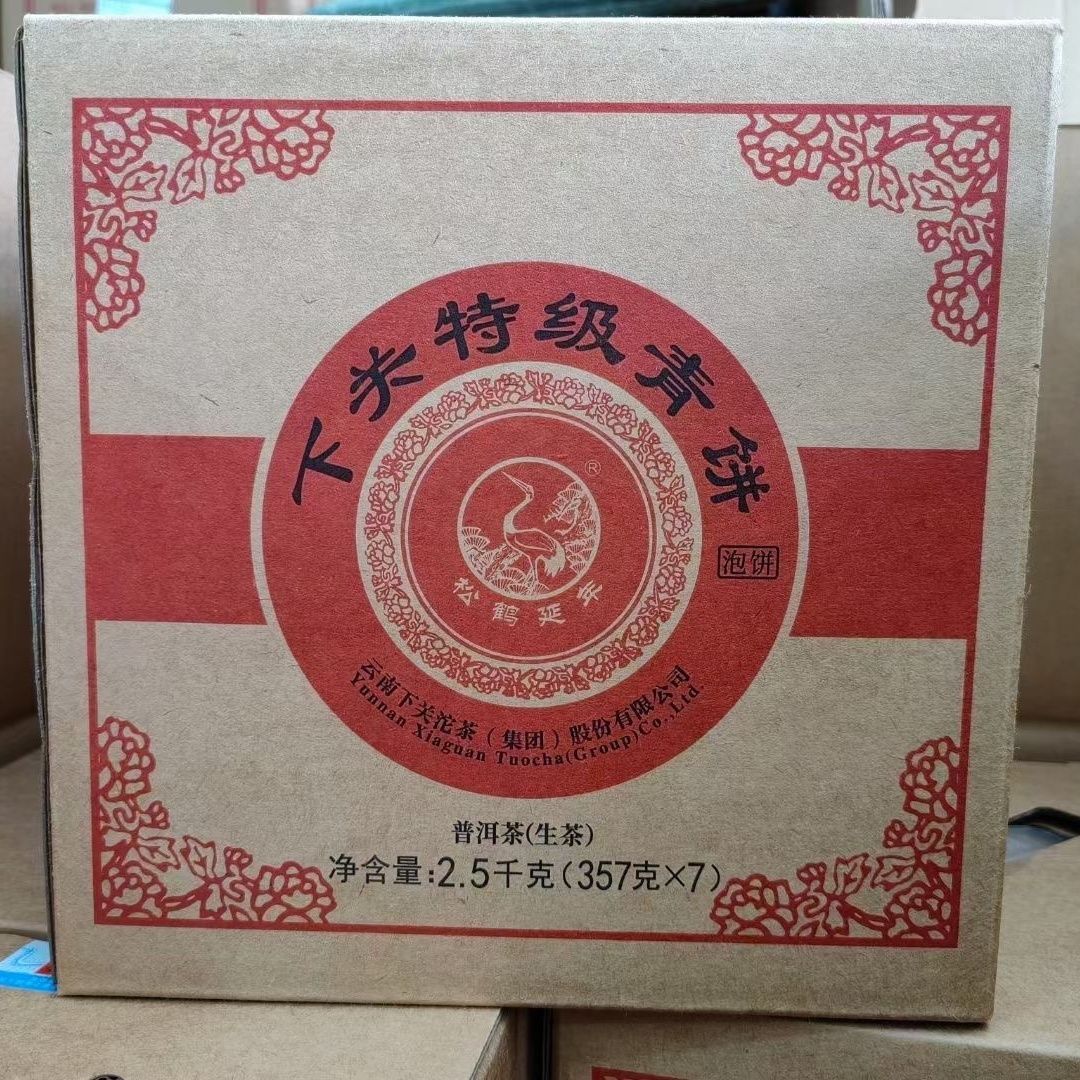 下关特级青饼
®
松鹤延年
泡饼
云南下关沱茶（集团）股份有限公司
Yunnan Xiaguan Tuocha(Group)Co.,Ltd.
普洱茶(生茶)
净含量:2.5千克(357克×7)